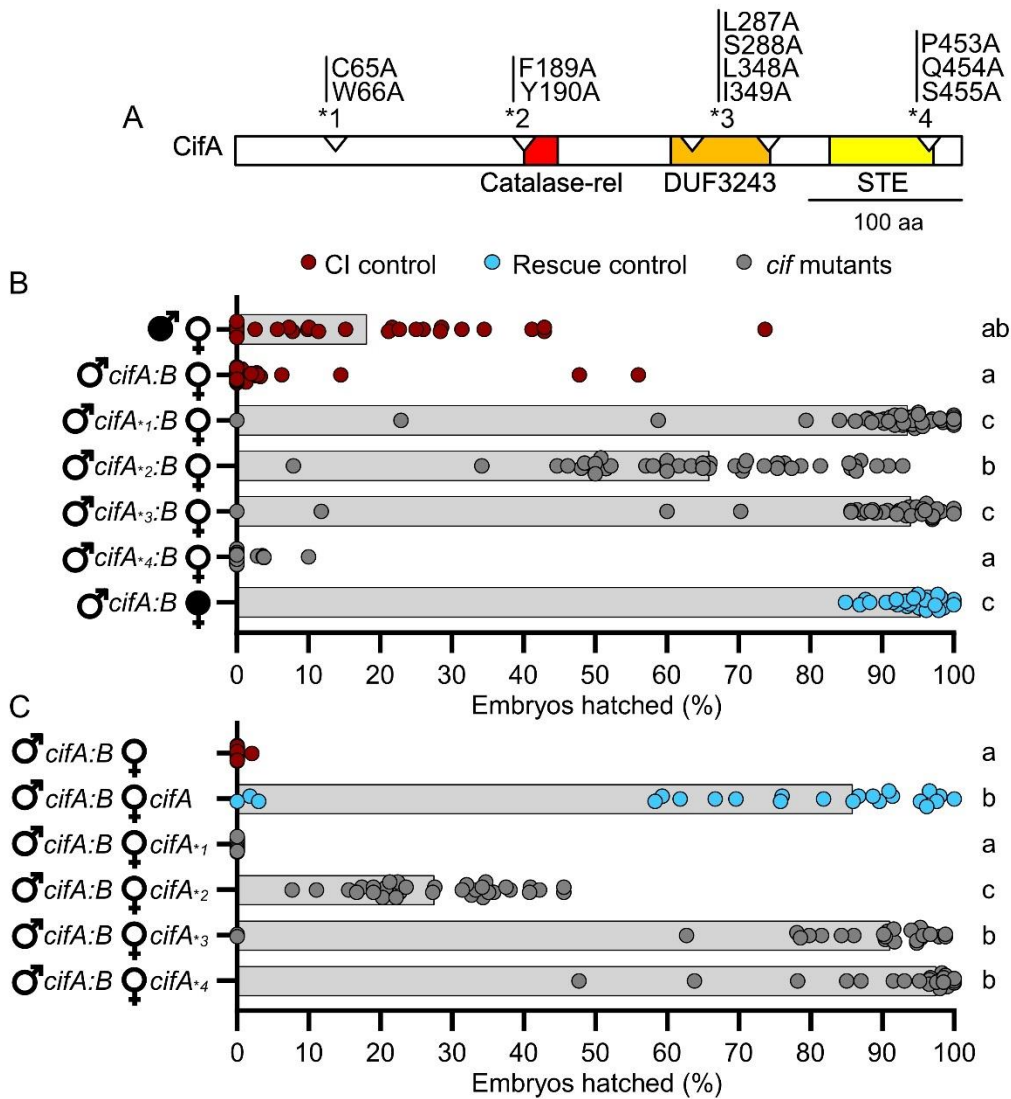 C65A
W66A
*1
F189A
Y190A
*2
L287A
S288A
L348A
I349A
*3
P453A
Q454A
S455A
*4
A
CifA
Catalase-rel
DUF3243
STE
100 aa
CI control
Rescue control
cif mutants
B
♂ ♀ ab
♂ cifA:B ♀ a
♂ cifA*1:B ♀ c
♂ cifA*2:B ♀ b
♂ cifA*3:B ♀ c
♂ cifA*4:B ♀ a
♂ cifA:B ♀ c
0 10 20 30 40 50 60 70 80 90 100
Embryos hatched (%)
C
♂ cifA:B ♀ a
♂ cifA:B ♀ cifA b
♂ cifA:B ♀ cifA*1 a
♂ cifA:B ♀ cifA*2 c
♂ cifA:B ♀ cifA*3 b
♂ cifA:B ♀ cifA*4 b
0 10 20 30 40 50 60 70 80 90 100
Embryos hatched (%)